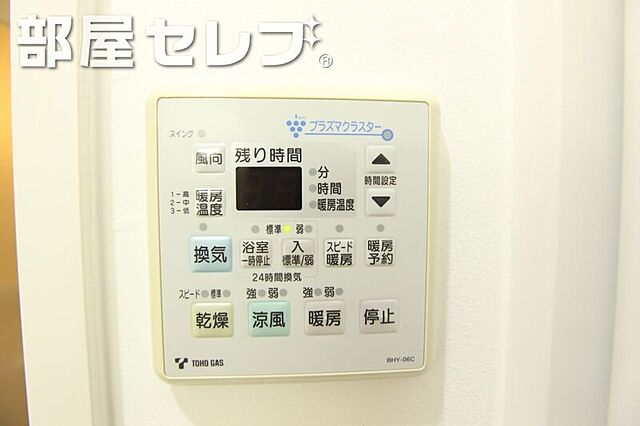 部屋セレブ
プラズマクラスター
スイング
風向
残り時間
分
時間
暖房温度
時間設定
1-高
2-中
3-低
暖房
温度
標準 弱
換気
浴室
一時停止
入
標準/弱
スピード
暖房
暖房
予約
24時間換気
スピード 標準
強 弱
強 弱
乾燥
涼風
暖房
停止
TOHO GAS
BHY-06C